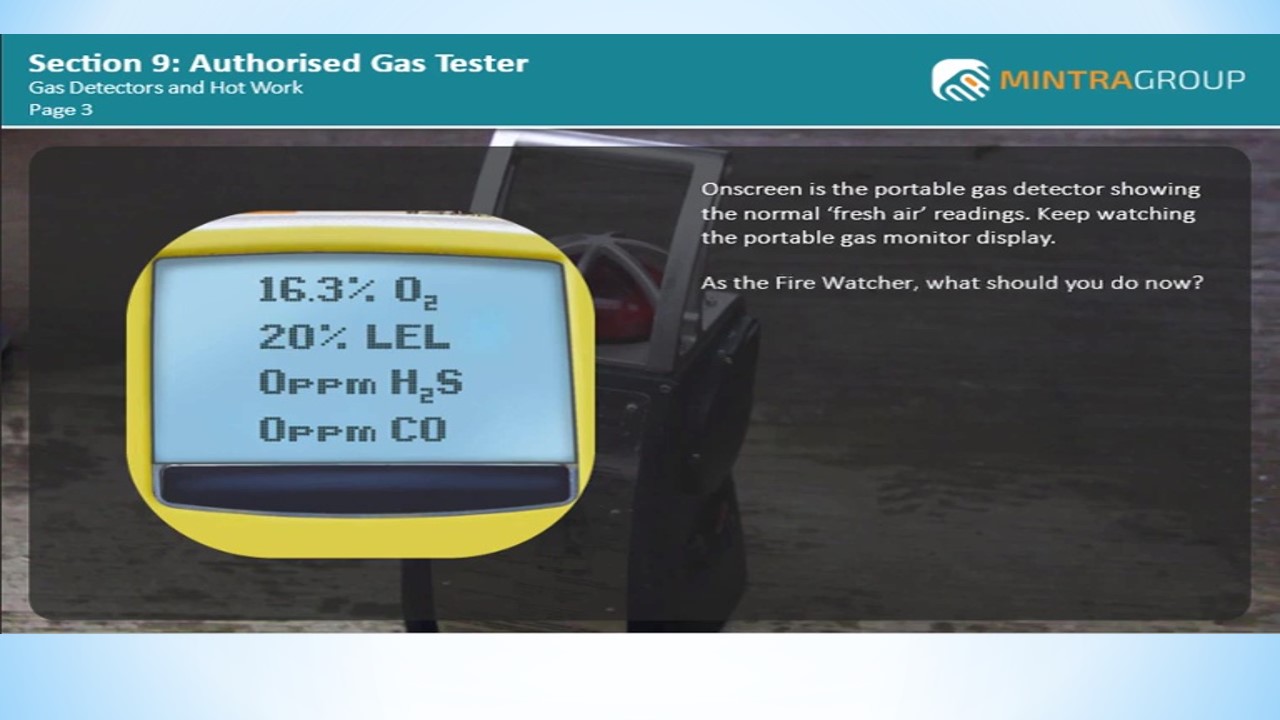 Section 9: Authorised Gas Tester
Gas Detectors and Hot Work
Page 3
MINTRAGROUP
Onscreen is the portable gas detector showing
the normal ‘fresh air’ readings. Keep watching
the portable gas monitor display.
As the Fire Watcher, what should you do now?
16.3% O₂
20% LEL
0ppm H₂S
0ppm CO